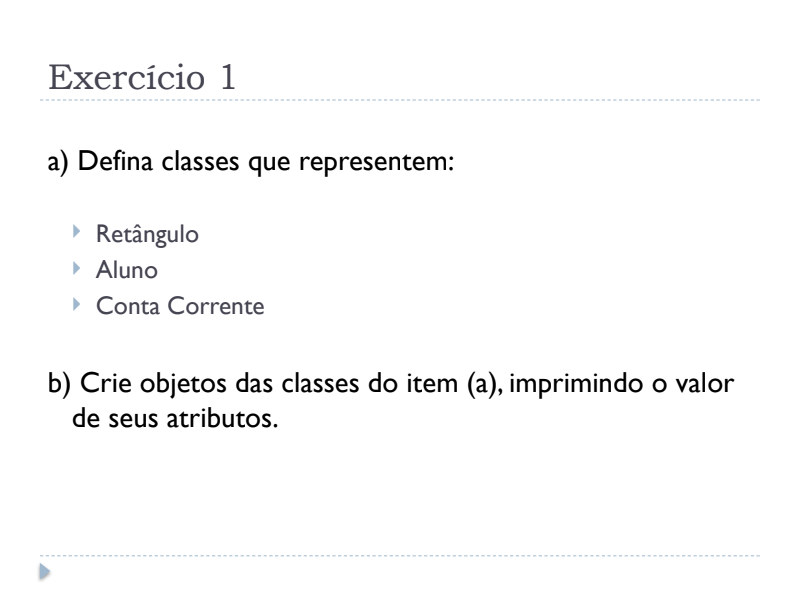 Exercício 1
a) Defina classes que representem:
Retângulo
Aluno
Conta Corrente
b) Crie objetos das classes do item (a), imprimindo o valor
de seus atributos.